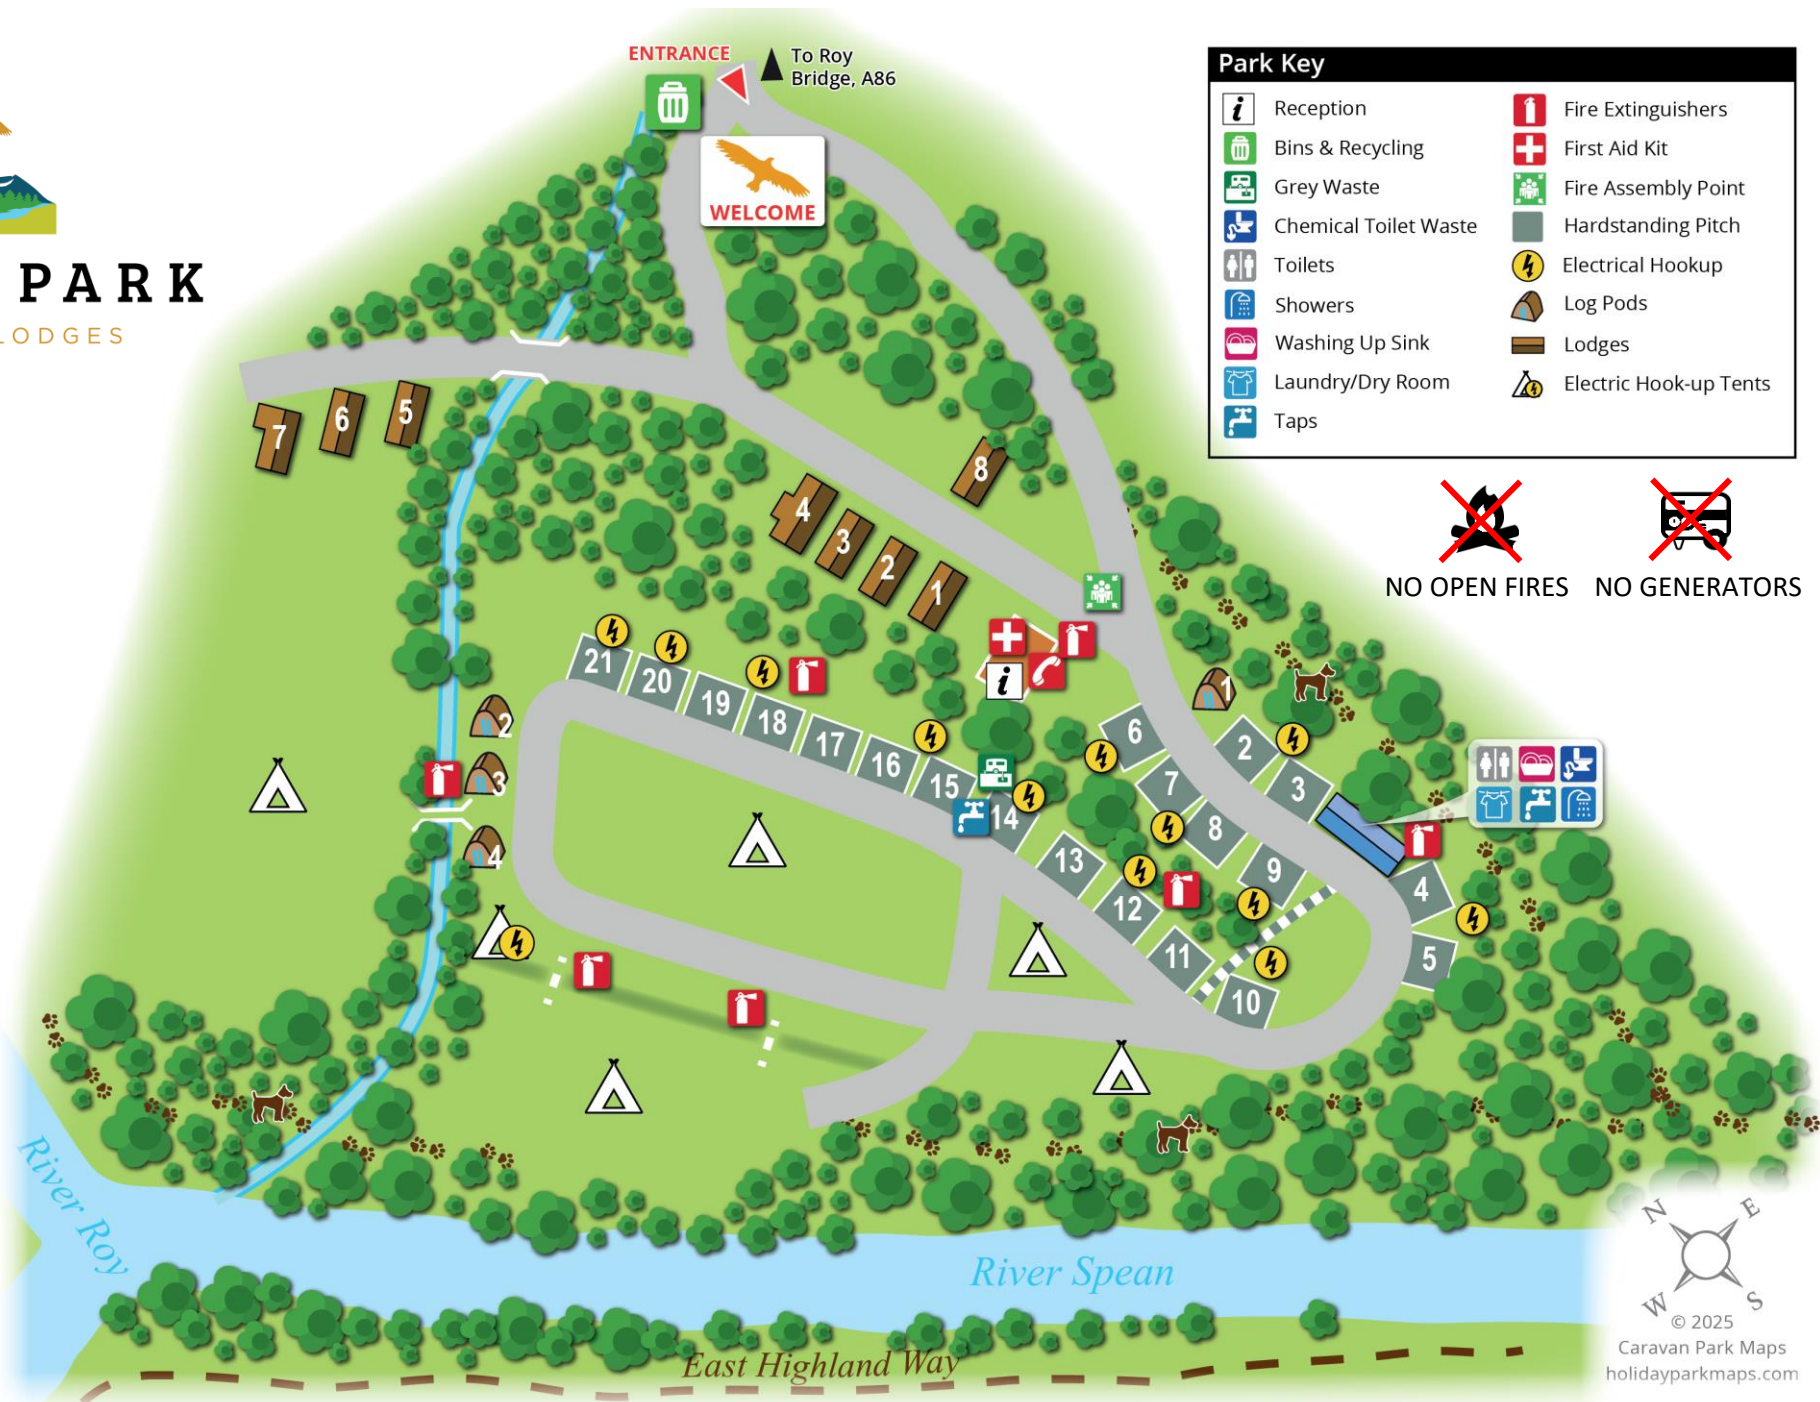 PARK
LODGES
ENTRANCE
To Roy
Bridge, A86
WELCOME
Park Key
Reception
Bins & Recycling
Grey Waste
Chemical Toilet Waste
Toilets
Showers
Washing Up Sink
Laundry/Dry Room
Taps
Fire Extinguishers
First Aid Kit
Fire Assembly Point
Hardstanding Pitch
Electrical Hookup
Log Pods
Lodges
Electric Hook-up Tents
NO OPEN FIRES
NO GENERATORS
7
6
5
8
4
3
2
1
i
21
20
19
18
17
16
15
14
13
12
11
10
6
7
8
9
1
2
3
4
5
2
3
4
River Roy
River Spean
East Highland Way
N
E
W
S
© 2025
Caravan Park Maps
holidayparkmaps.com